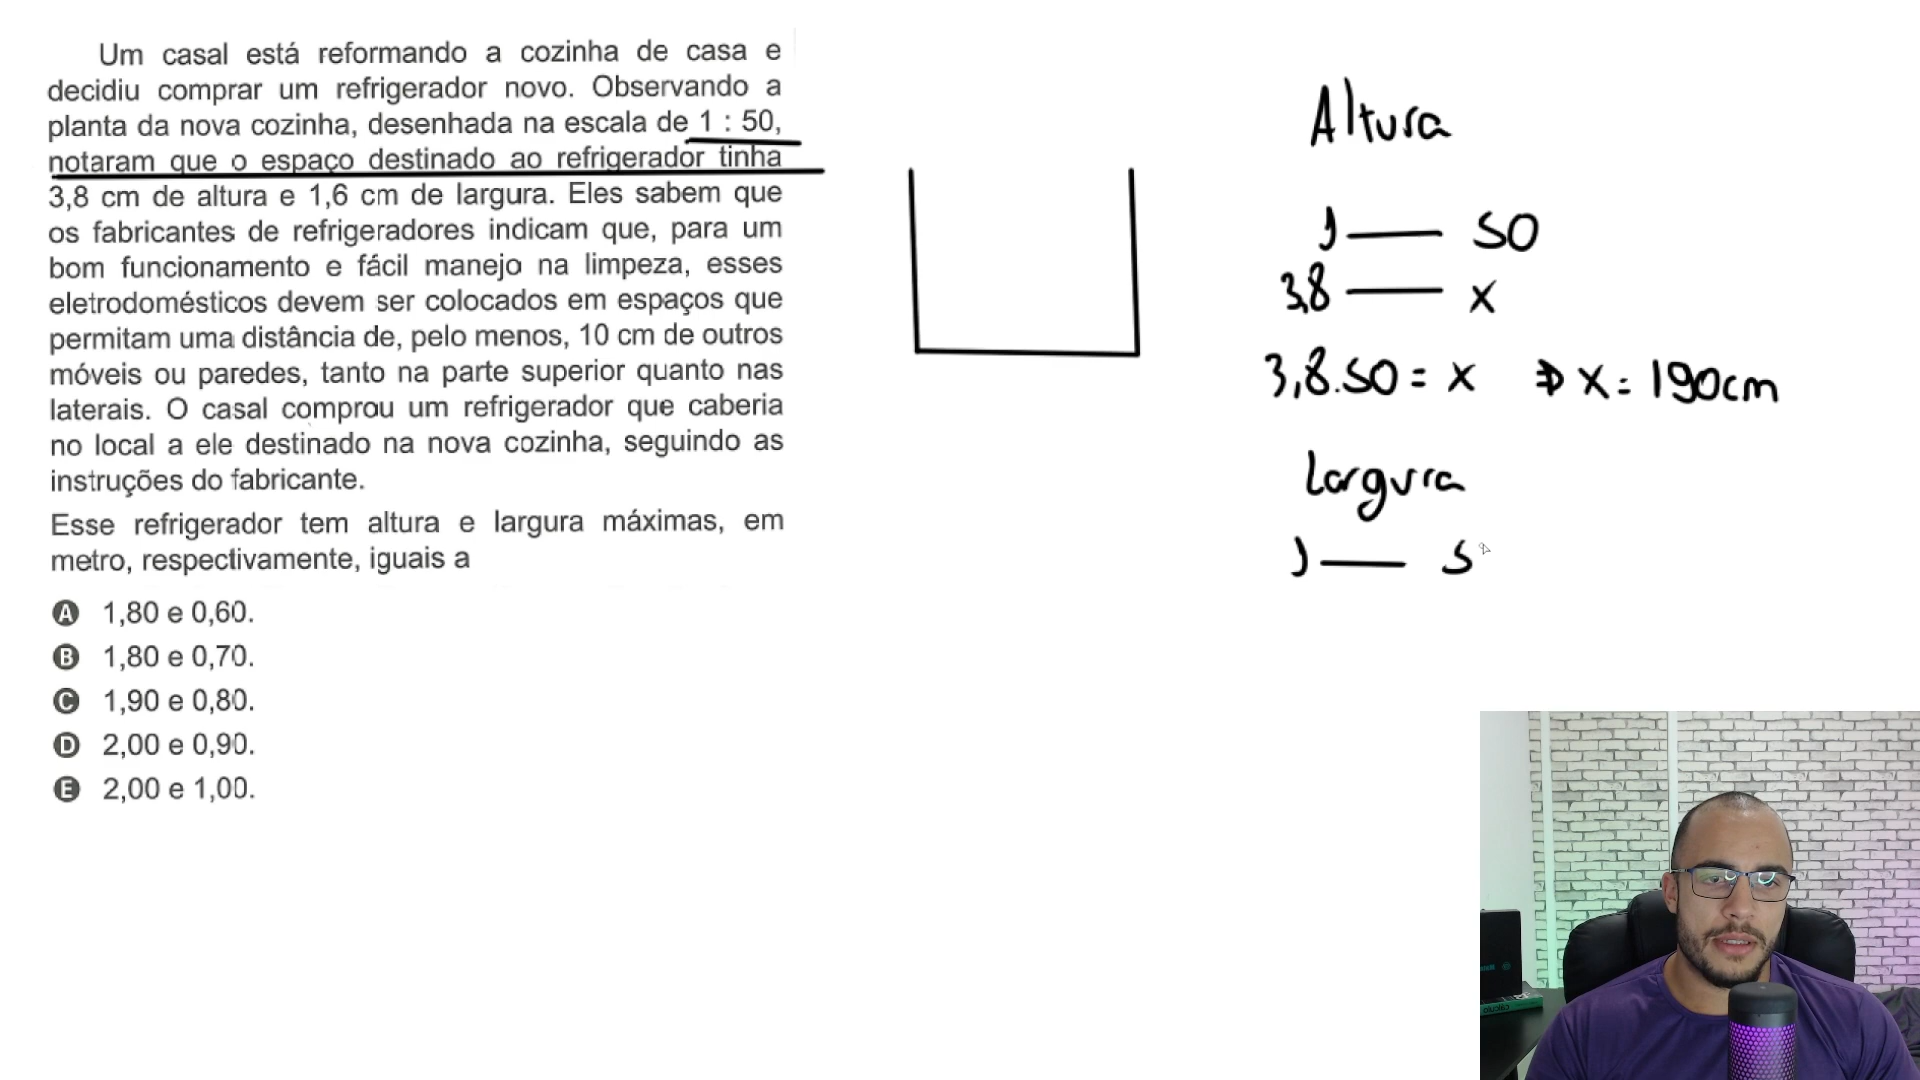 Um casal está reformando a cozinha de casa e
decidiu comprar um refrigerador novo. Observando a
planta da nova cozinha, desenhada na escala de 1 : 50,
notaram que o espaço destinado ao refrigerador tinha
3,8 cm de altura e 1,6 cm de largura. Eles sabem que
os fabricantes de refrigeradores indicam que, para um
bom funcionamento e fácil manejo na limpeza, esses
eletrodomésticos devem ser colocados em espaços que
permitam uma distância de, pelo menos, 10 cm de outros
móveis ou paredes, tanto na parte superior quanto nas
laterais. O casal comprou um refrigerador que caberia
no local a ele destinado na nova cozinha, seguindo as
instruções do fabricante.
Esse refrigerador tem altura e largura máximas, em
metro, respectivamente, iguais a
A 1,80 e 0,60.
B 1,80 e 0,70.
C 1,90 e 0,80.
D 2,00 e 0,90.
E 2,00 e 1,00.
Altura
1 — 50
3,8 — x
3,8.50 = x ⇒ x = 190cm
Largura
1 — 5